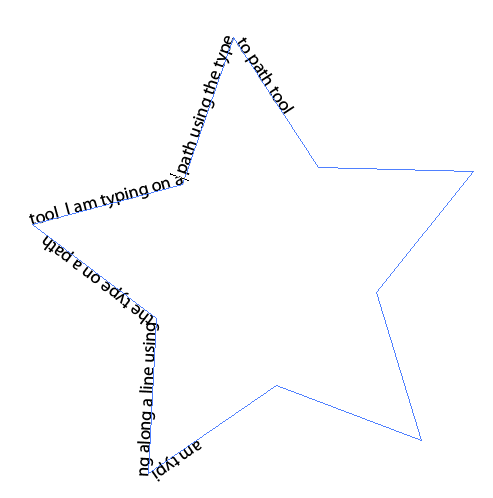 am typi
ng along a line using
the type on a path
tool I am typing on a
path using the type
to path tool